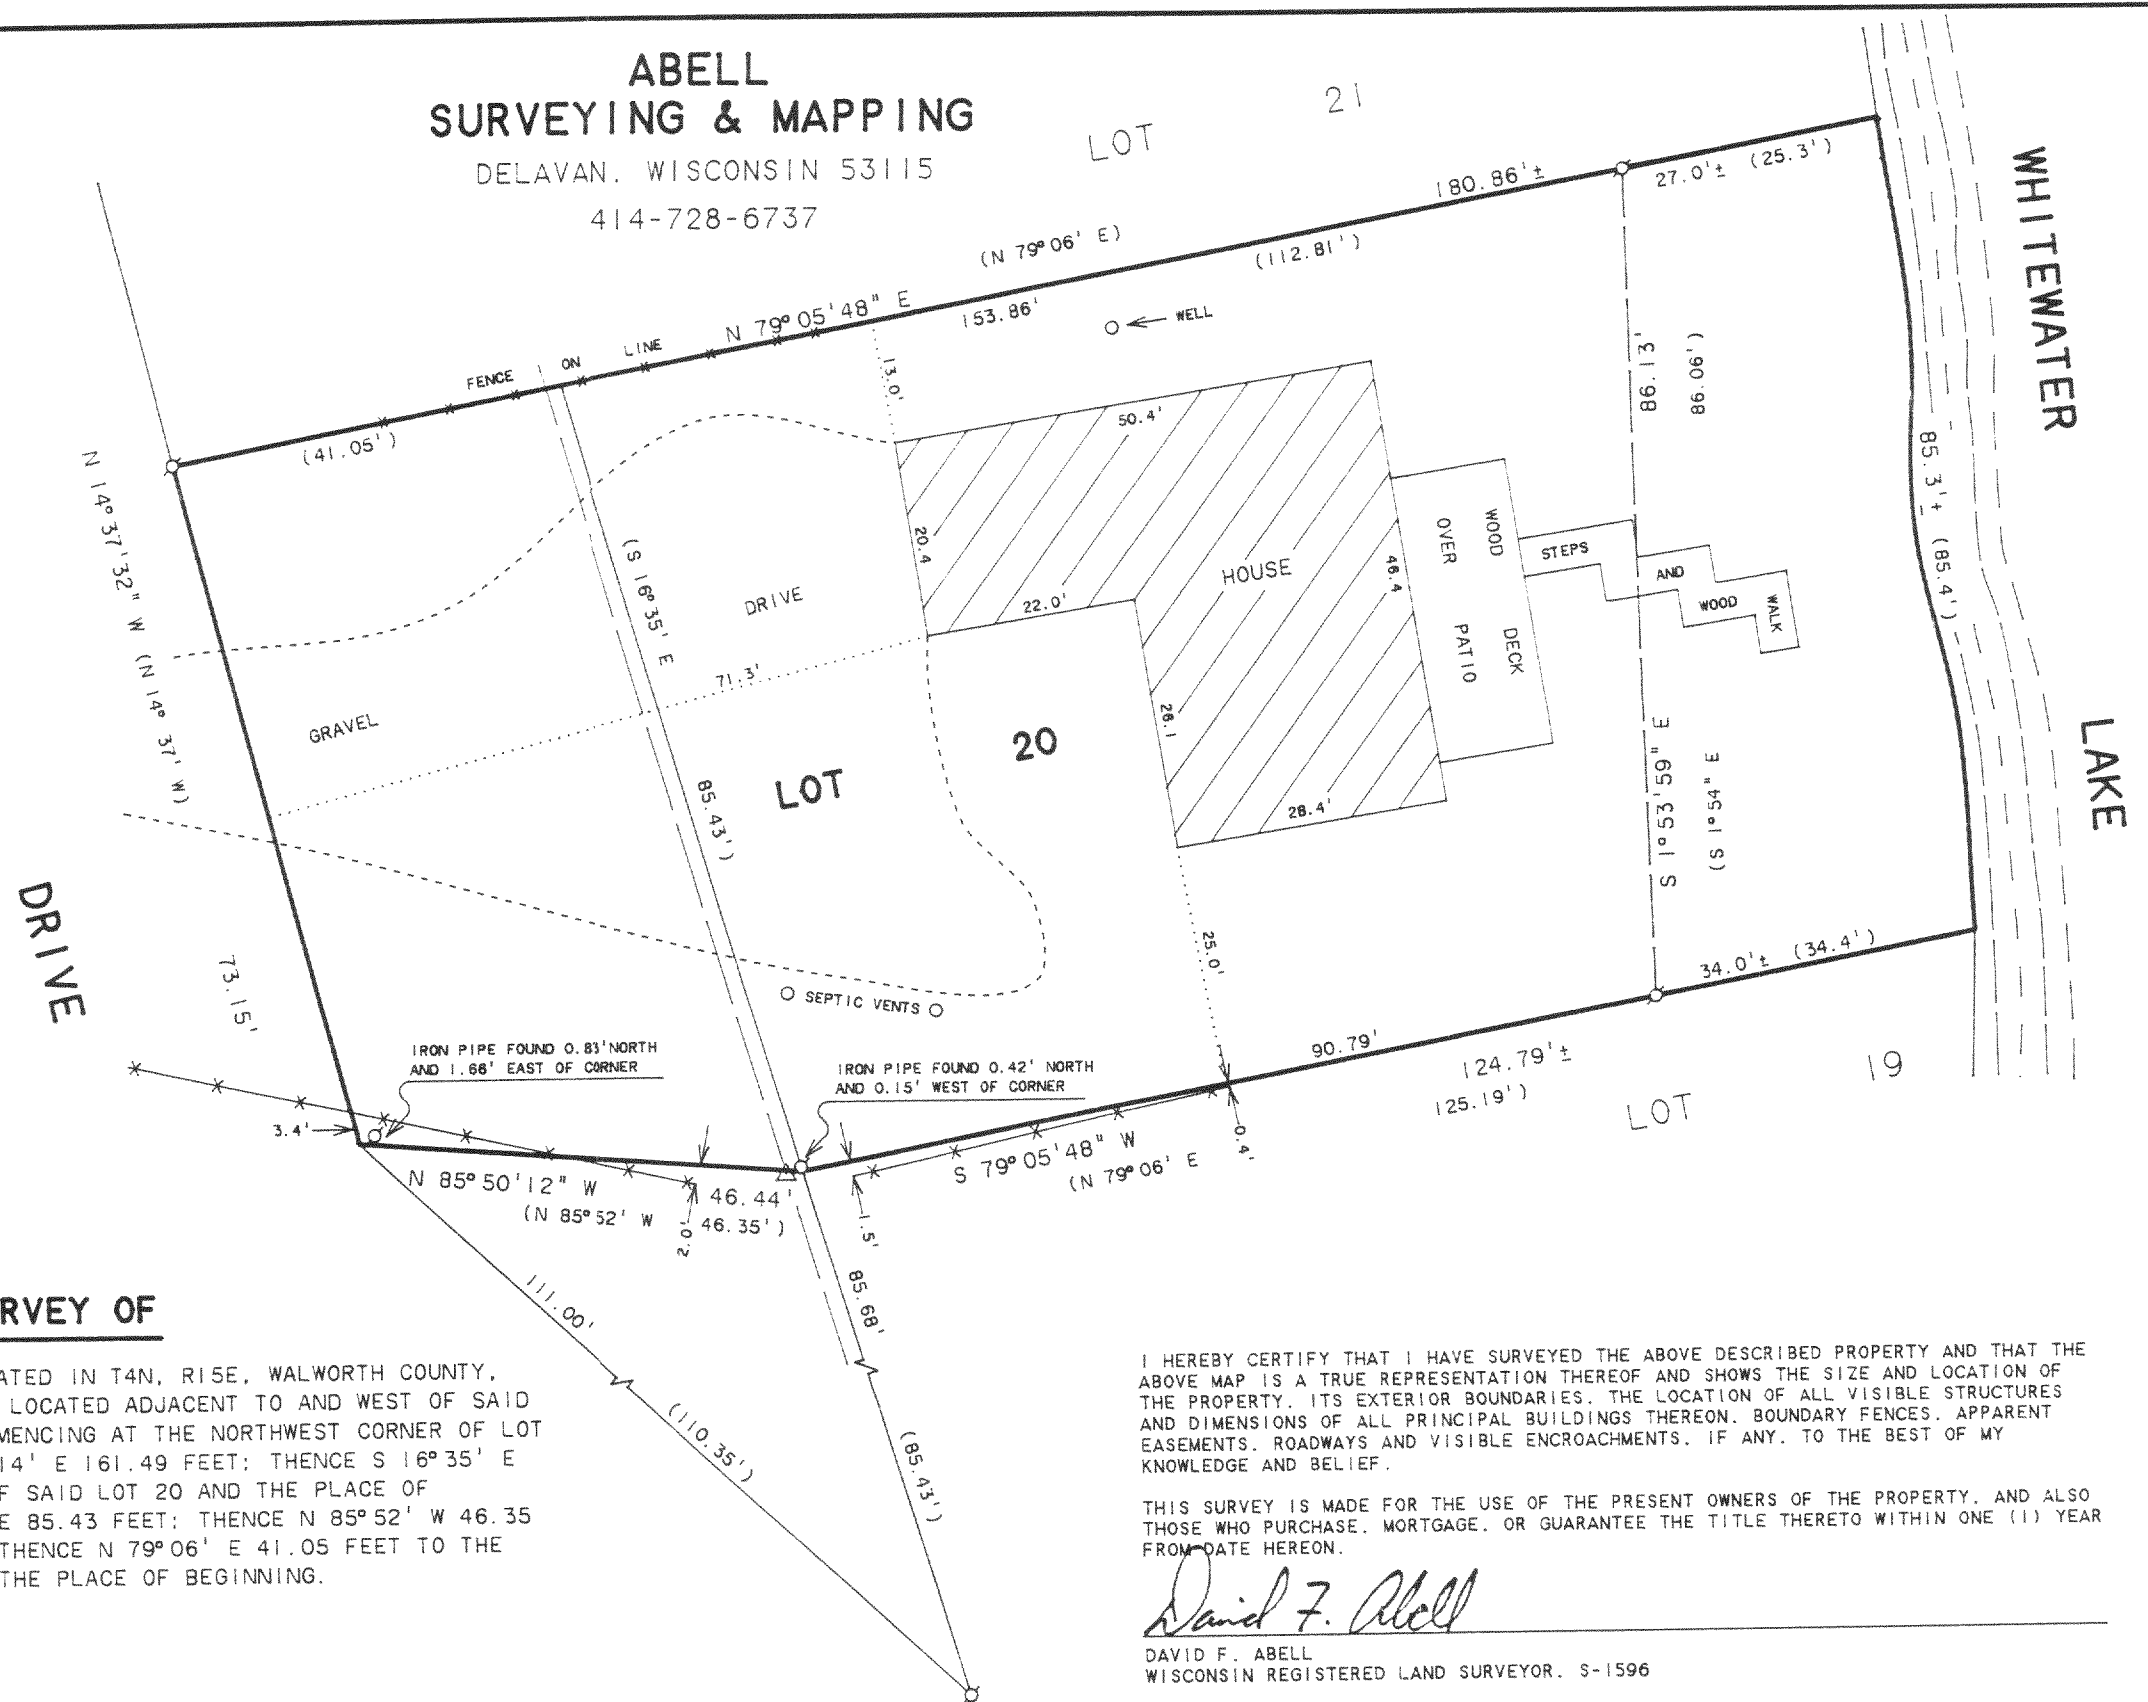 ABELL
SURVEYING & MAPPING
DELAVAN, WISCONSIN 53115
414-728-6737
LOT 21
180.86'±
27.0'± (25.3')
(N 79°06' E)
(112.81')
N 79°05'48" E
153.86'
WELL
FENCE ON LINE
(41.05')
13.0'
50.4'
86.13'
86.06')
WHITEWATER
LAKE
85.3'± (85.4')
N 14°37'32" W (N 14° 37' W)
(S 16°35' E
85.43')
20.4
HOUSE
46.4
WOOD DECK
OVER PATIO
STEPS
AND
WOOD
WALK
DRIVE
22.0'
71.3'
GRAVEL
26.1
LOT 20
28.4'
S 1°53'59" E
(S 1°54' E
DRIVE
73.15'
25.0'
SEPTIC VENTS
34.0'± (34.4')
IRON PIPE FOUND 0.83' NORTH
AND 1.66' EAST OF CORNER
IRON PIPE FOUND 0.42' NORTH
AND 0.15' WEST OF CORNER
90.79'
124.79'±
125.19')
LOT 19
3.4'
0.4'
S 79°05'48" W
(N 79°06' E
N 85°50'12" W 46.44'
(N 85°52' W 46.35')
2.0'
1.5'
85.68'
111.00'
(110.35')
(85.43')
RVEY OF
ATED IN T4N, R15E, WALWORTH COUNTY,
LOCATED ADJACENT TO AND WEST OF SAID
MENCING AT THE NORTHWEST CORNER OF LOT
14' E 161.49 FEET; THENCE S 16°35' E
F SAID LOT 20 AND THE PLACE OF
E 85.43 FEET; THENCE N 85°52' W 46.35
THENCE N 79°06' E 41.05 FEET TO THE
THE PLACE OF BEGINNING.
I HEREBY CERTIFY THAT I HAVE SURVEYED THE ABOVE DESCRIBED PROPERTY AND THAT THE
ABOVE MAP IS A TRUE REPRESENTATION THEREOF AND SHOWS THE SIZE AND LOCATION OF
THE PROPERTY, ITS EXTERIOR BOUNDARIES, THE LOCATION OF ALL VISIBLE STRUCTURES
AND DIMENSIONS OF ALL PRINCIPAL BUILDINGS THEREON, BOUNDARY FENCES, APPARENT
EASEMENTS, ROADWAYS AND VISIBLE ENCROACHMENTS, IF ANY, TO THE BEST OF MY
KNOWLEDGE AND BELIEF.
THIS SURVEY IS MADE FOR THE USE OF THE PRESENT OWNERS OF THE PROPERTY, AND ALSO
THOSE WHO PURCHASE, MORTGAGE, OR GUARANTEE THE TITLE THERETO WITHIN ONE (1) YEAR
FROM DATE HEREON.
David F. Abell
DAVID F. ABELL
WISCONSIN REGISTERED LAND SURVEYOR, S-1596